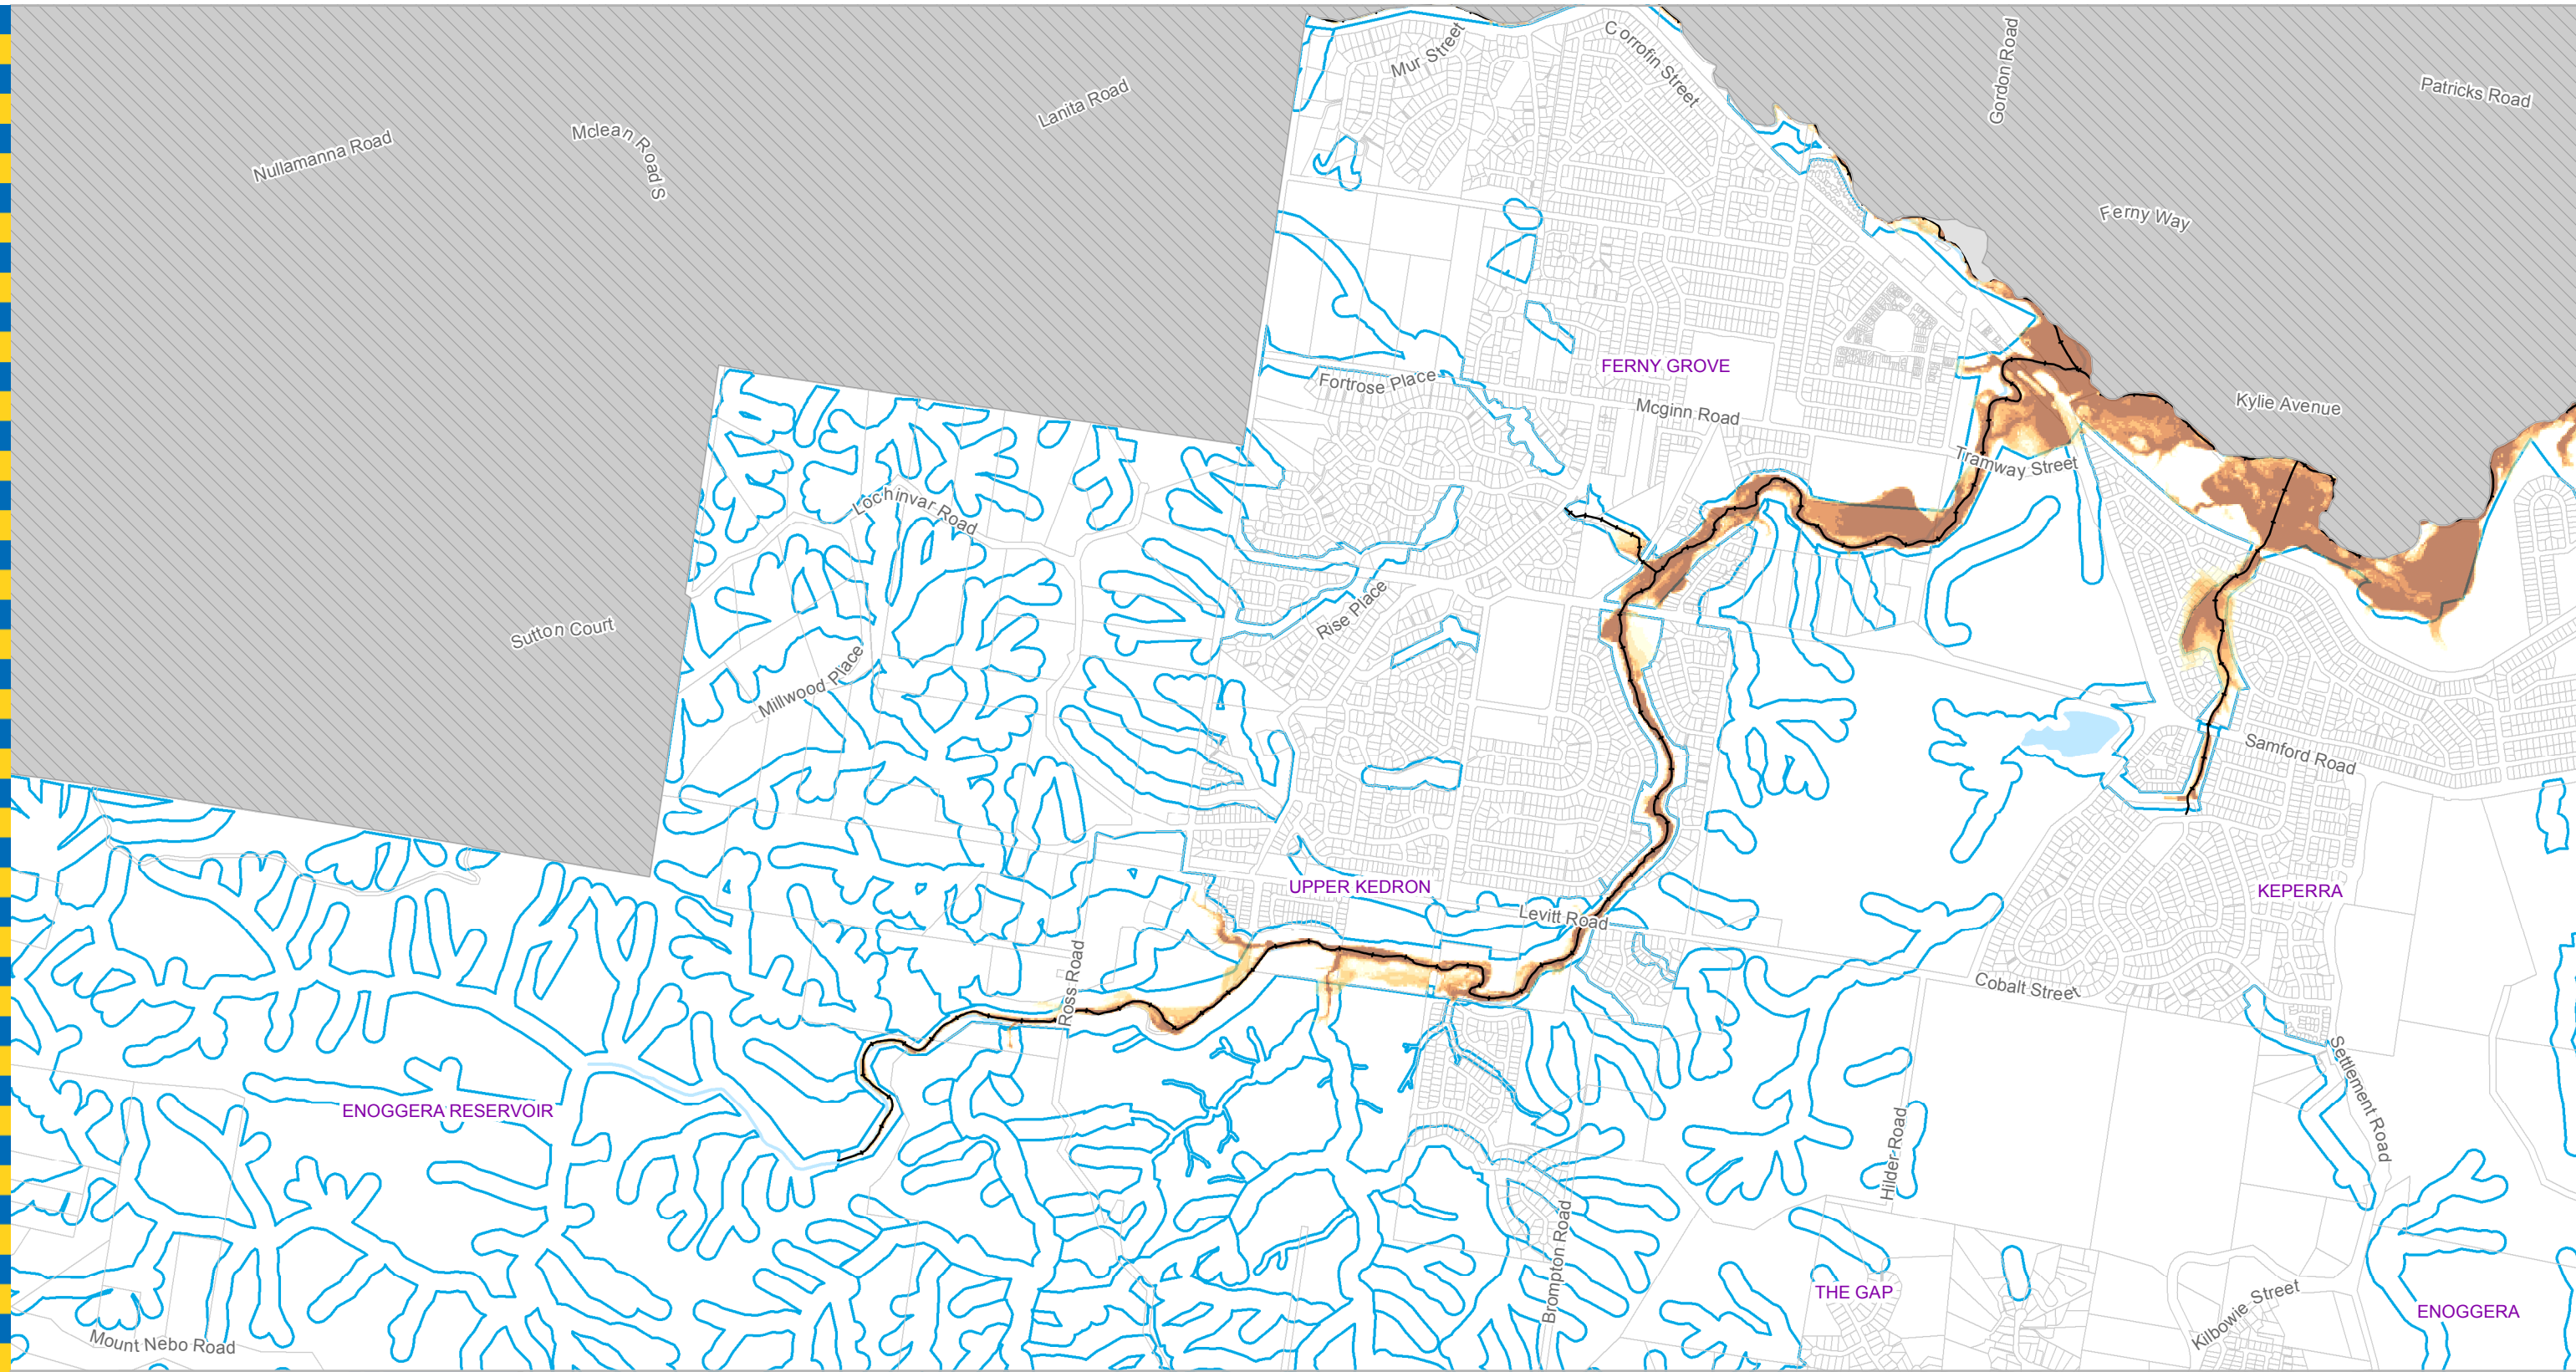 Mur Street
Corrofin Street
Gordon Road
Patricks Road
Lanita Road
Mclean Road S
Nullamanna Road
Ferny Way
FERNY GROVE
Fortrose Place
Mcginn Road
Kylie Avenue
Tramway Street
Lochinvar Road
Rise Place
Sutton Court
Millwood Place
Samford Road
UPPER KEDRON
KEPERRA
Levitt Road
Ross Road
Cobalt Street
Settlement Road
ENOGGERA RESERVOIR
Hilder Road
Brompton Road
THE GAP
Kilbowie Street
ENOGGERA
Mount Nebo Road